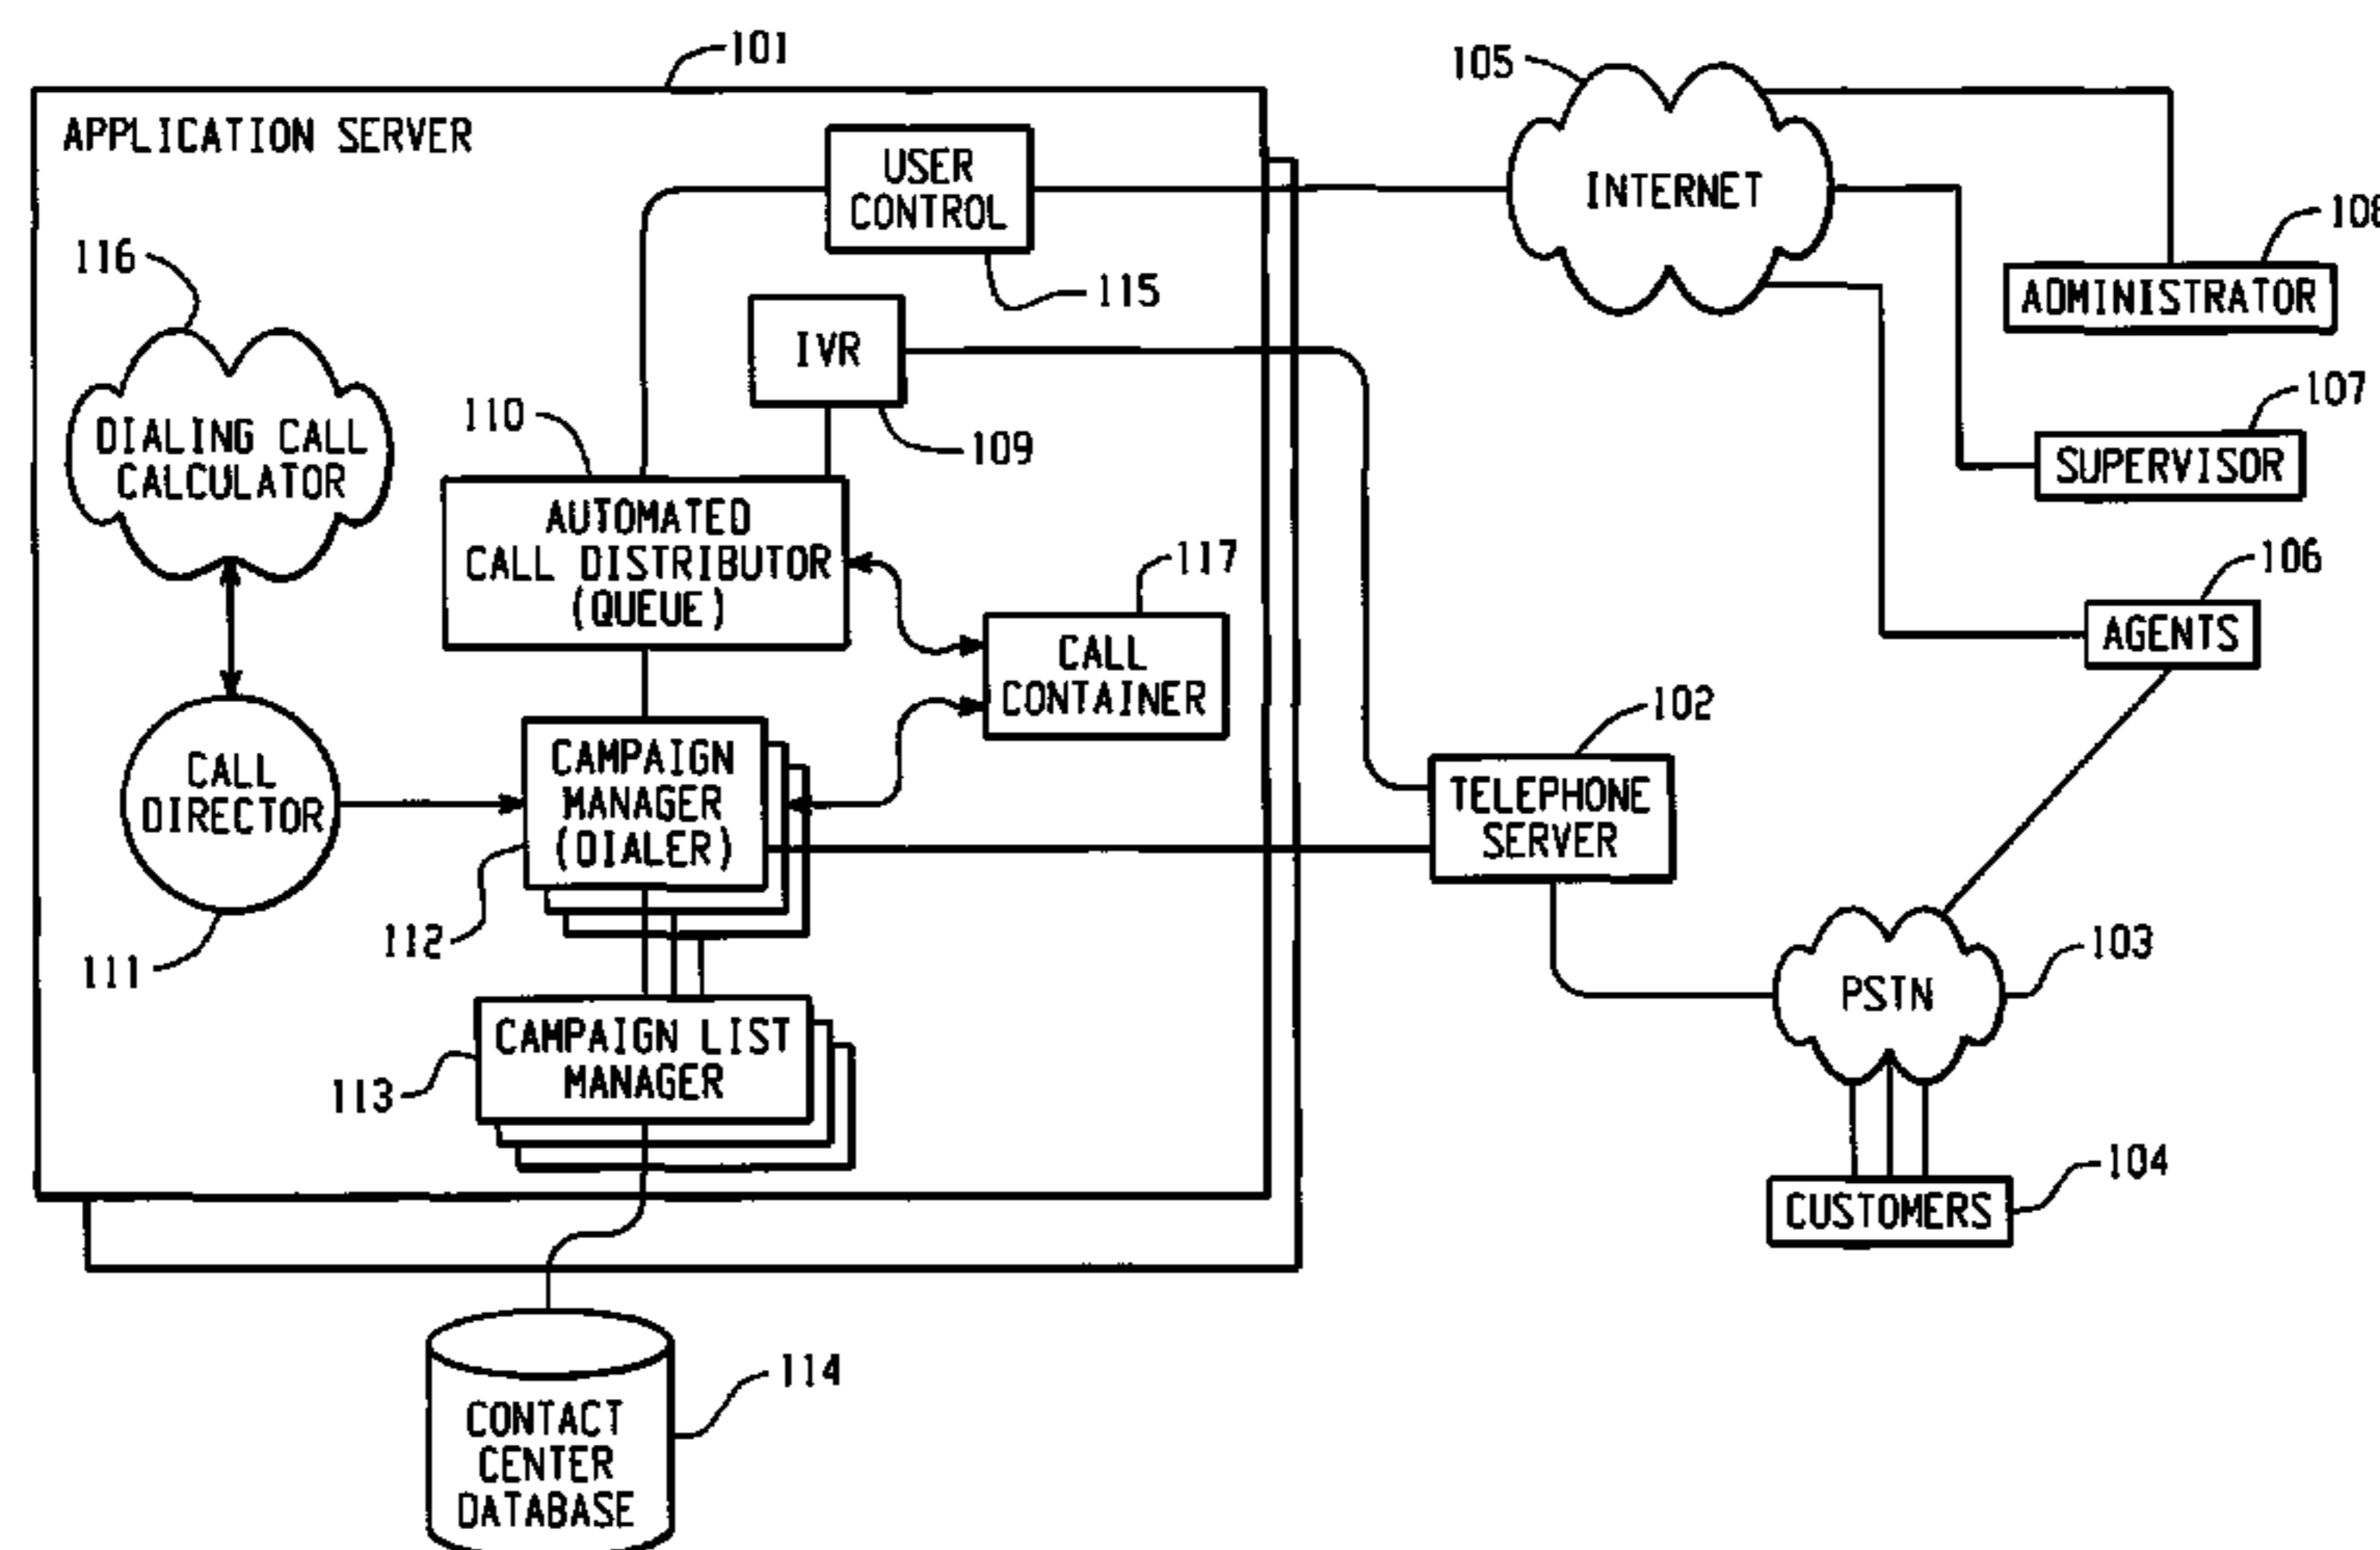 101
APPLICATION SERVER
USER
CONTROL
115
105
INTERNET
108
ADMINISTRATOR
116
DIALING CALL
CALCULATOR
IVR
109
110
107
SUPERVISOR
AUTOMATED
CALL DISTRIBUTOR
(QUEUE)
117
CALL
CONTAINER
106
AGENTS
CALL
DIRECTOR
111
CAMPAIGN
MANAGER
(DIALER)
112
102
TELEPHONE
SERVER
103
PSTN
CAMPAIGN LIST
MANAGER
113
104
CUSTOMERS
114
CONTACT
CENTER
DATABASE